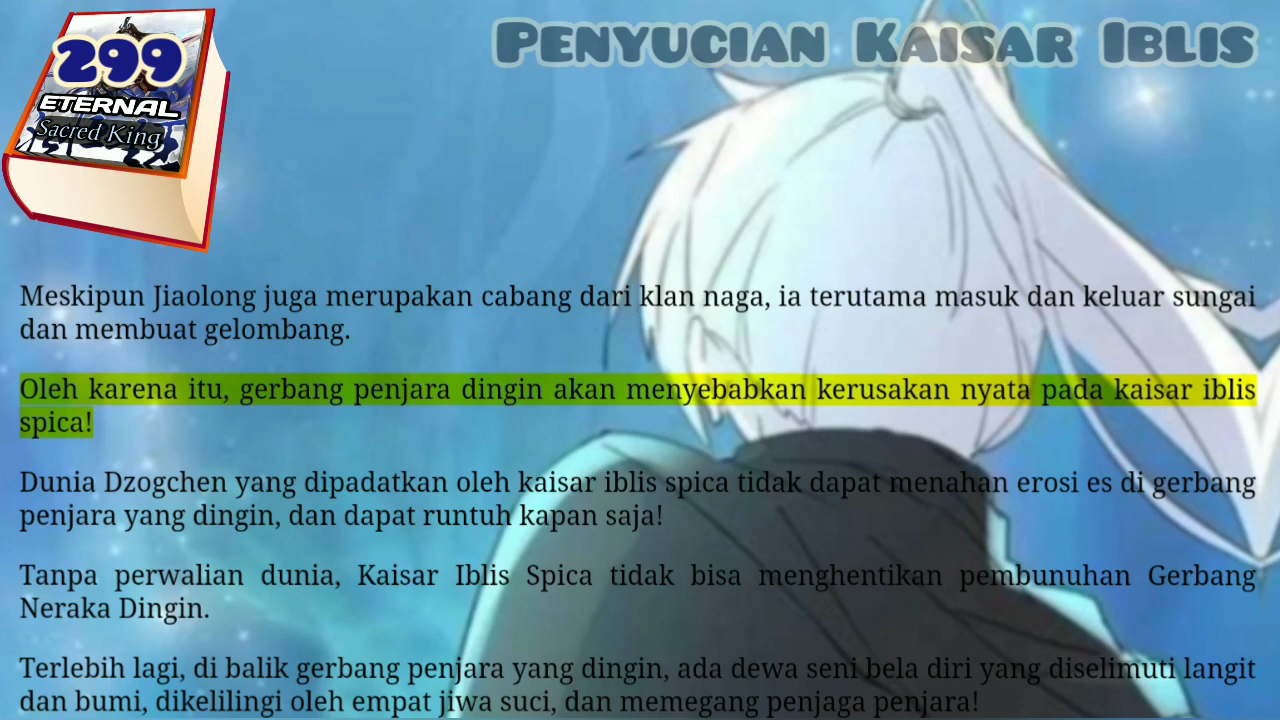 Penyucian Kaisar Iblis
299
ETERNAL
Sacred King
Meskipun Jiaolong juga merupakan cabang dari klan naga, ia terutama masuk dan keluar sungai
dan membuat gelombang.
Oleh karena itu, gerbang penjara dingin akan menyebabkan kerusakan nyata pada kaisar iblis
spica!
Dunia Dzogchen yang dipadatkan oleh kaisar iblis spica tidak dapat menahan erosi es di gerbang
penjara yang dingin, dan dapat runtuh kapan saja!
Tanpa perwalian dunia, Kaisar Iblis Spica tidak bisa menghentikan pembunuhan Gerbang
Neraka Dingin.
Terlebih lagi, di balik gerbang penjara yang dingin, ada dewa seni bela diri yang diselimuti langit
dan bumi, dikelilingi oleh empat jiwa suci, dan memegang penjaga penjara!